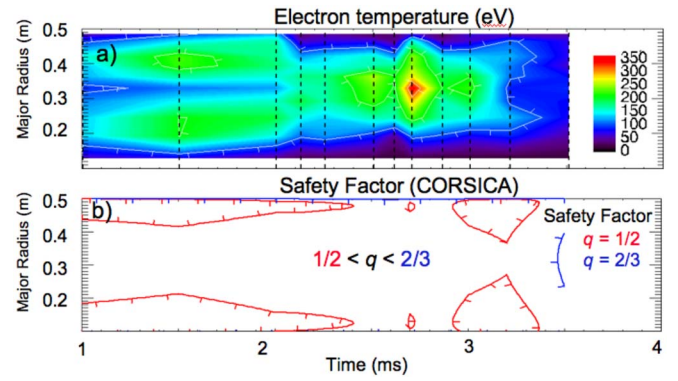 Electron temperature (eV)
a)
Major Radius (m)
0.5
0.4
0.3
0.2
350
300
250
200
150
100
50
0
Safety Factor (CORSICA)
b)
Major Radius (m)
0.5
0.4
0.3
0.2
1/2 < q < 2/3
Safety Factor
q = 1/2
q = 2/3
1 2 3 4
Time (ms)